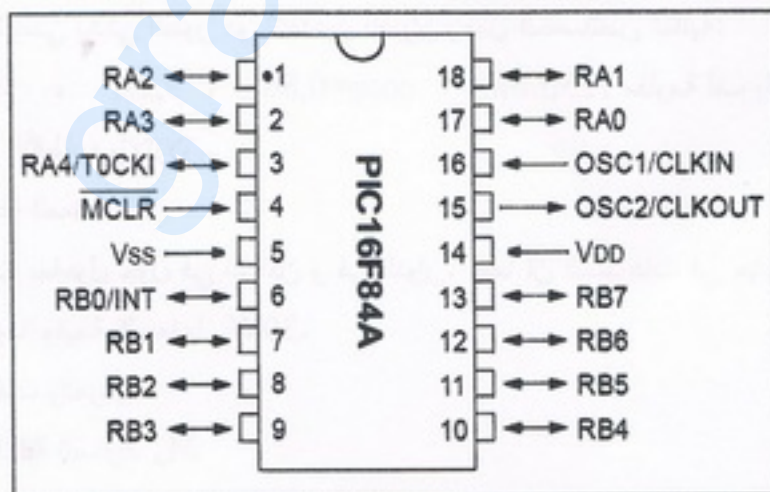 RA2 •1 18 RA1
RA3 2 17 RA0
RA4/T0CKI 3 16 OSC1/CLKIN
MCLR 4 15 OSC2/CLKOUT
VSS 5 14 VDD
RB0/INT 6 13 RB7
RB1 7 12 RB6
RB2 8 11 RB5
RB3 9 10 RB4
PIC16F84A